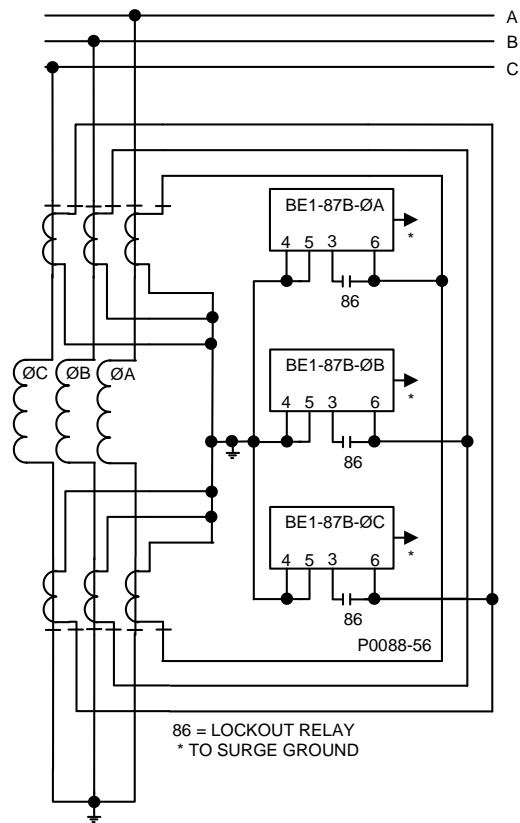 A
B
C
BE1-87B-ØA
4 5 3 6
*
86
ØC ØB ØA
BE1-87B-ØB
4 5 3 6
*
86
BE1-87B-ØC
4 5 3 6
*
86
P0088-56
86 = LOCKOUT RELAY
* TO SURGE GROUND